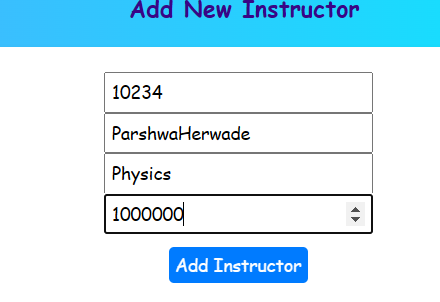 Add New Instructor
10234
ParshwaHerwade
Physics
1000000
Add Instructor